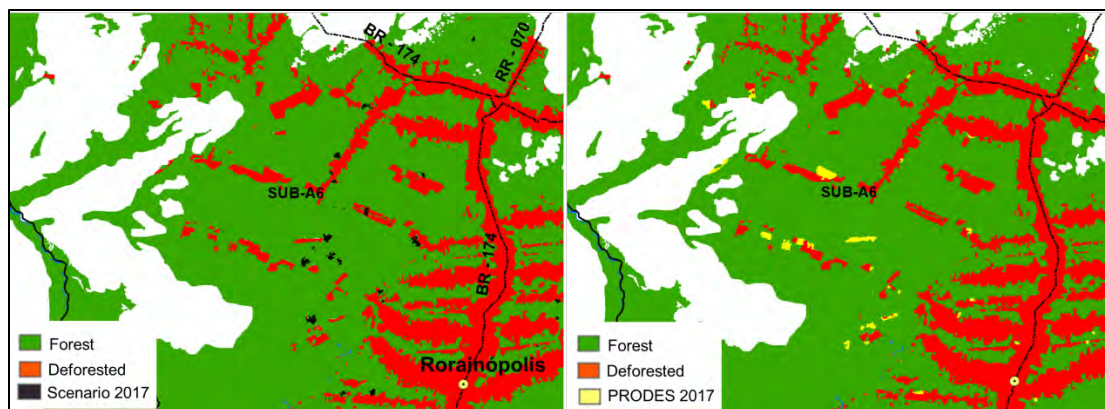 BR - 174
RR - 070
SUB-A6
BR - 174
Rorainópolis
Forest
Deforested
Scenario 2017
SUB-A6
Forest
Deforested
PRODES 2017